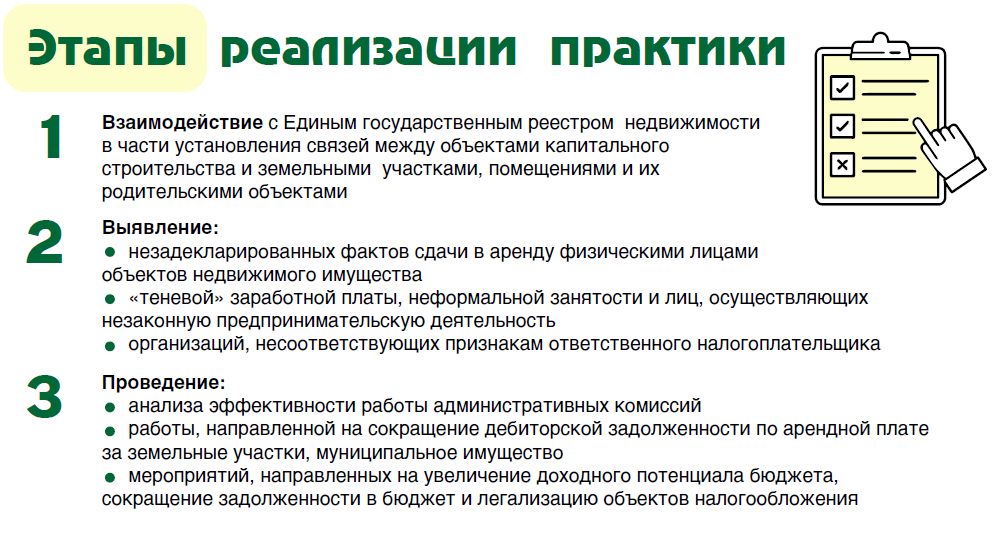 Этапы реализации практики
1
Взаимодействие с Единым государственным реестром недвижимости
в части установления связей между объектами капитального
строительства и земельными участками, помещениями и их
родительскими объектами
2
Выявление:
● незадекларированных фактов сдачи в аренду физическими лицами
объектов недвижимого имущества
● «теневой» заработной платы, неформальной занятости и лиц, осуществляющих
незаконную предпринимательскую деятельность
● организаций, несоответствующих признакам ответственного налогоплательщика
3
Проведение:
● анализа эффективности работы административных комиссий
● работы, направленной на сокращение дебиторской задолженности по арендной плате
за земельные участки, муниципальное имущество
● мероприятий, направленных на увеличение доходного потенциала бюджета,
сокращение задолженности в бюджет и легализацию объектов налогообложения